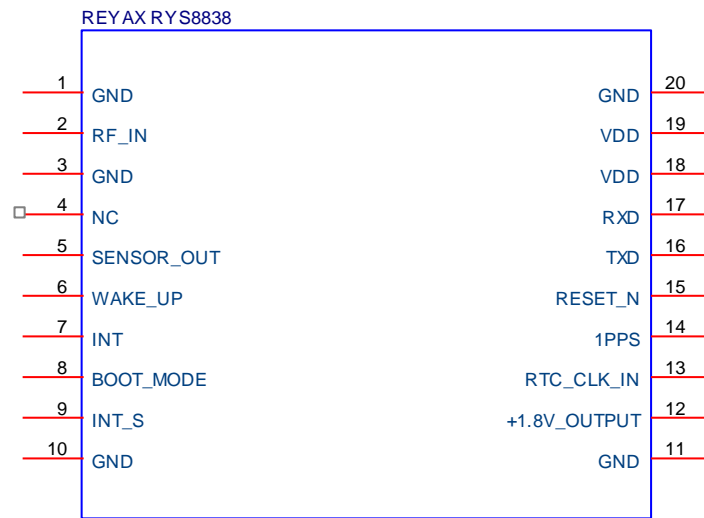 REYAX RYS8838
1 GND GND 20
2 RF_IN VDD 19
3 GND VDD 18
4 NC RXD 17
5 SENSOR_OUT TXD 16
6 WAKE_UP RESET_N 15
7 INT 1PPS 14
8 BOOT_MODE RTC_CLK_IN 13
9 INT_S +1.8V_OUTPUT 12
10 GND GND 11